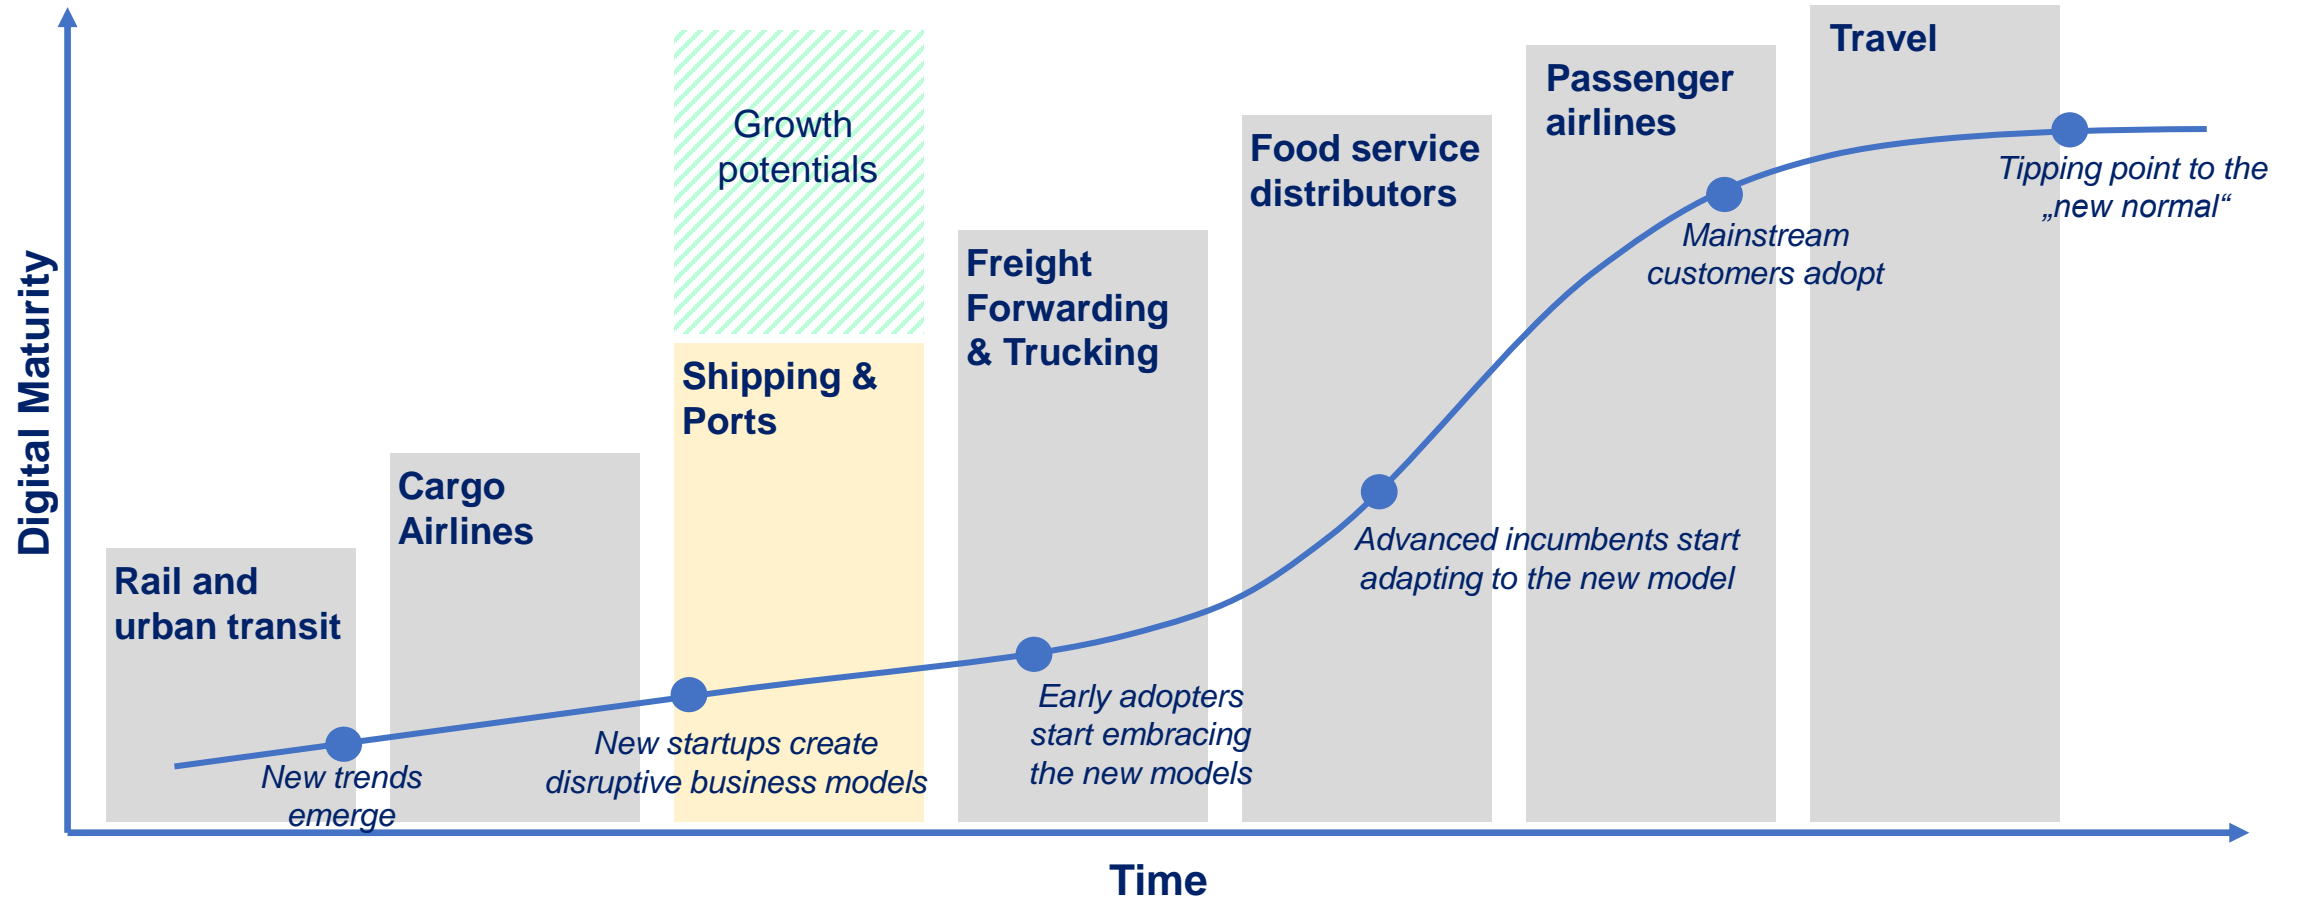 Travel
Passenger
airlines
Growth
potentials
Food service
distributors
Tipping point to the
„new normal“
Mainstream
customers adopt
Freight
Forwarding
& Trucking
Digital Maturity
Shipping &
Ports
Cargo
Airlines
Advanced incumbents start
adapting to the new model
Rail and
urban transit
Early adopters
start embracing
the new models
New startups create
disruptive business models
New trends
emerge
Time